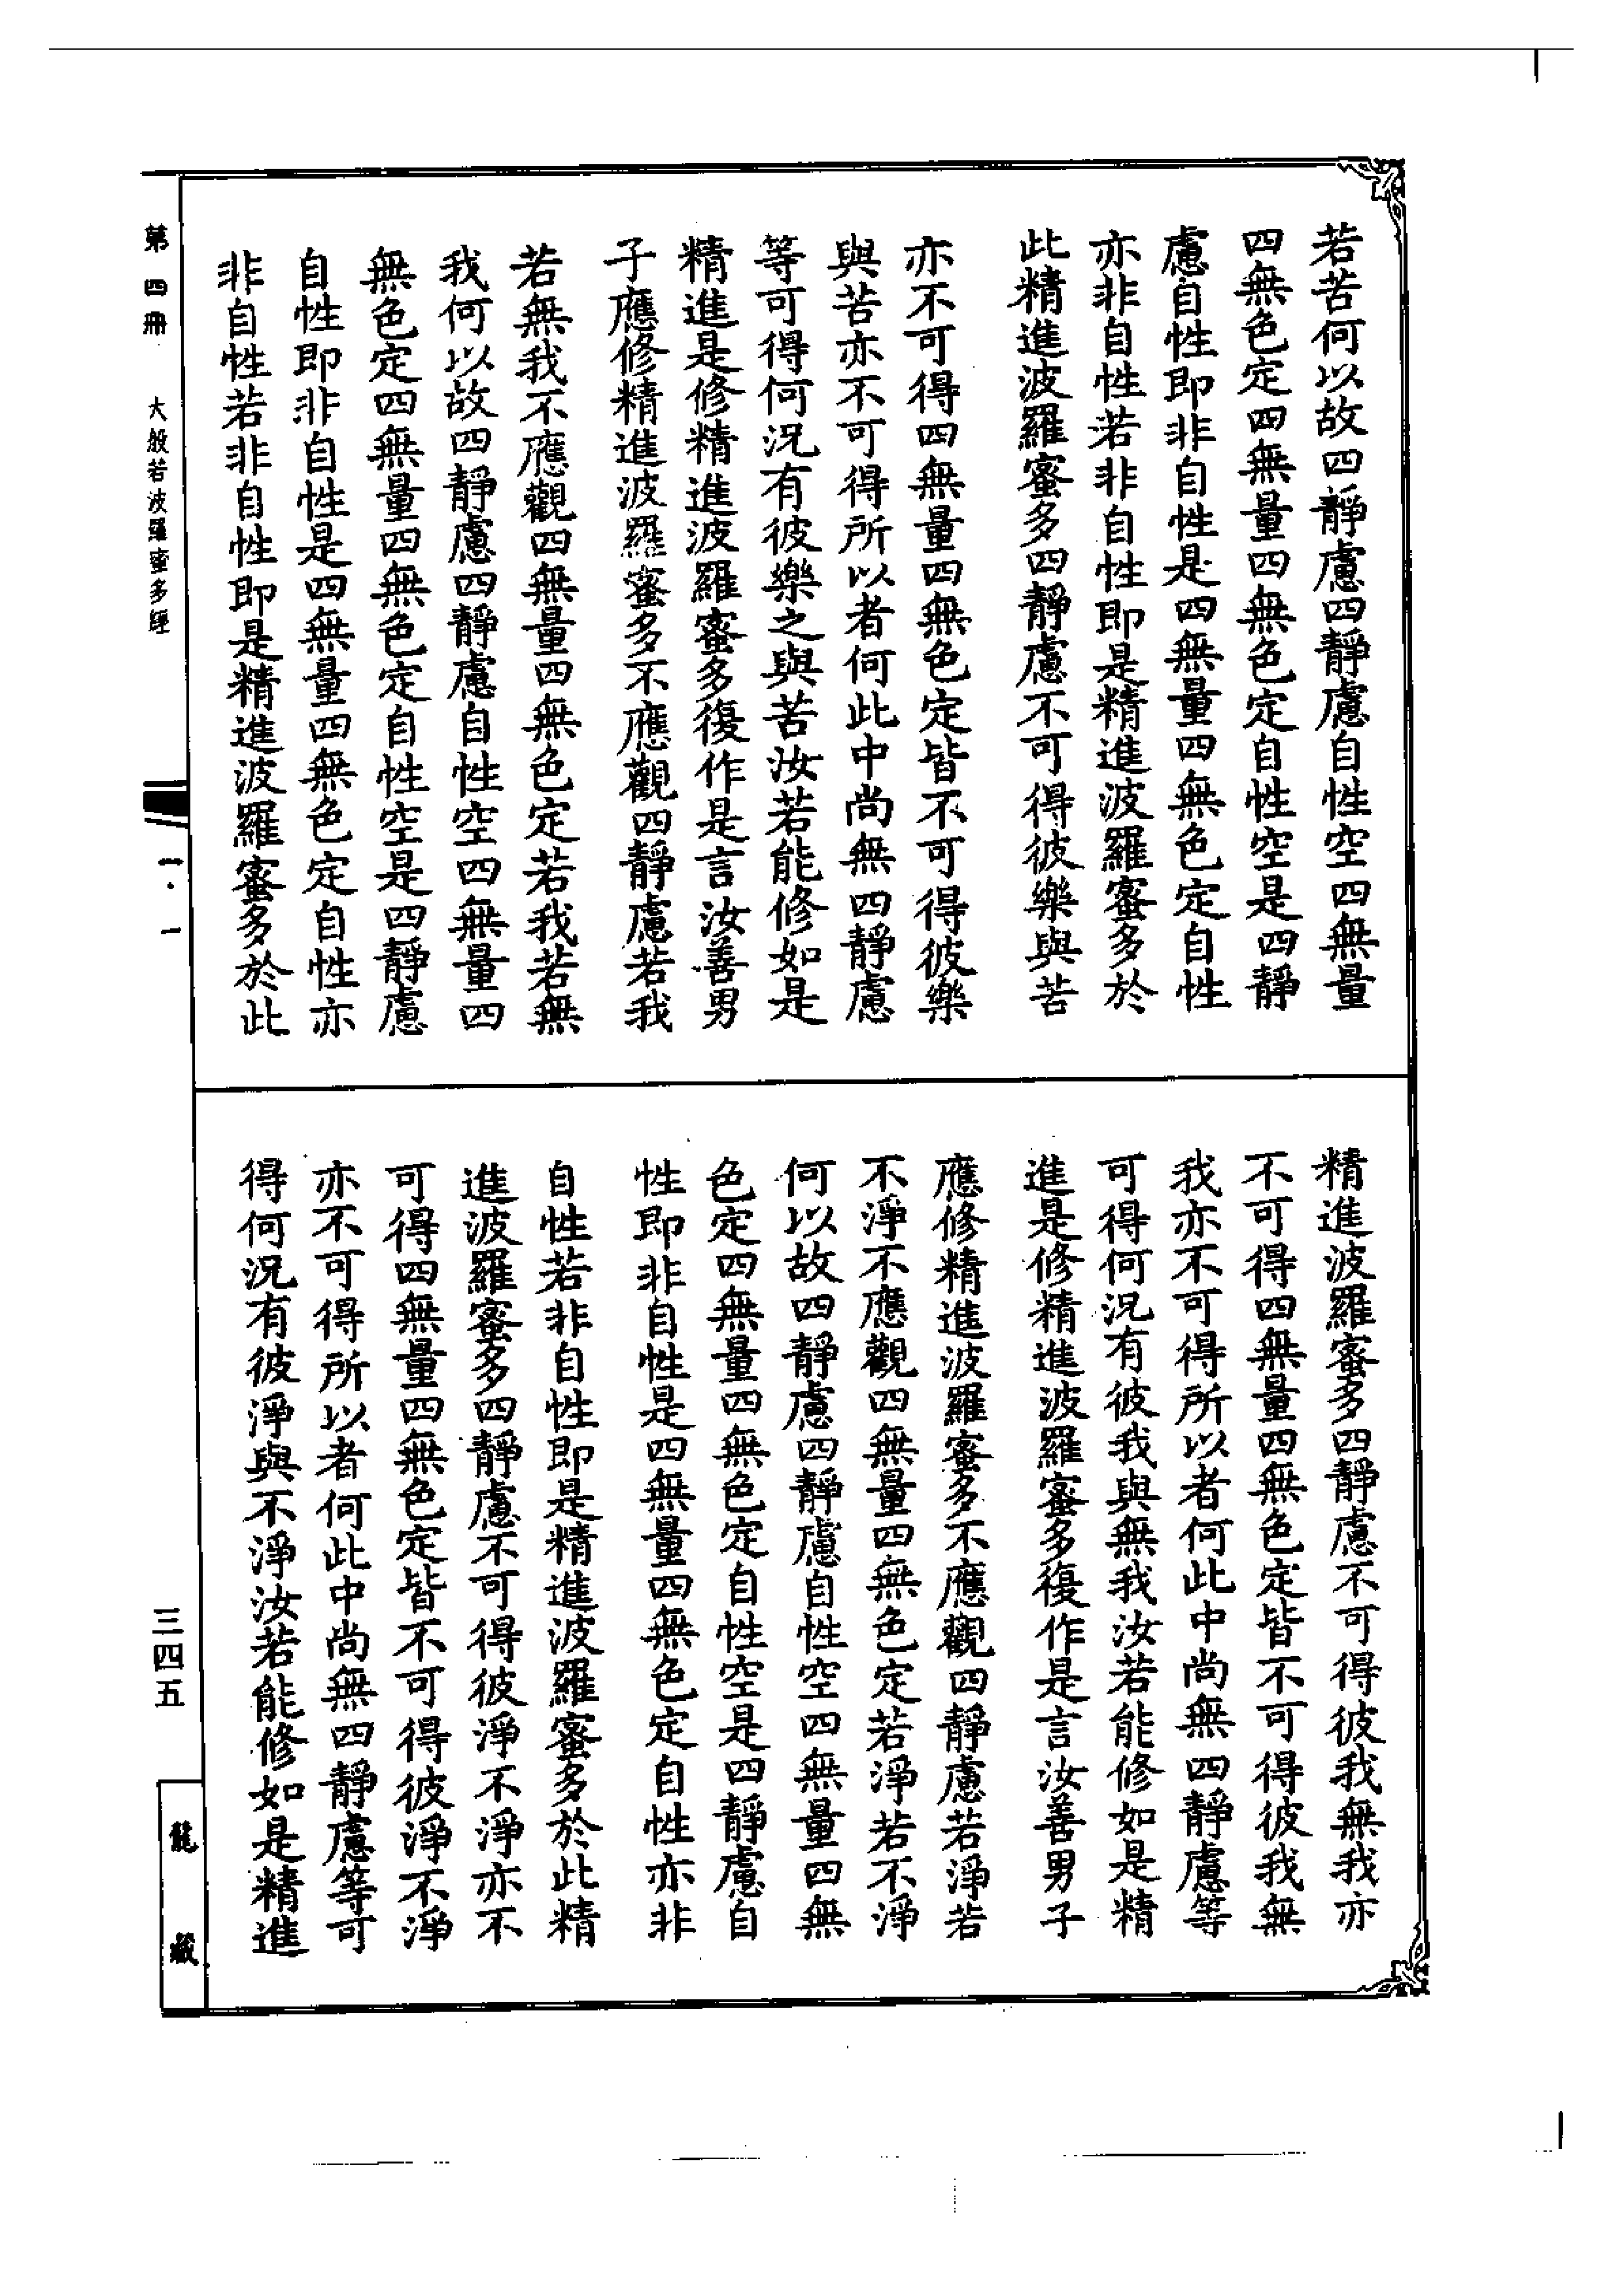 若苦何以故四靜慮四靜慮自性空四無量
四無色定四無量四無色定自性空是四靜
慮自性即非自性是四無量四無色定自性
亦非自性若非自性即是精進波羅蜜多於
此精進波羅蜜多四靜慮不可得彼樂與苦
亦不可得四無量四無色定皆不可得彼樂
與苦亦不可得所以者何此中尚無四靜慮
等可得何況有彼樂之與苦汝若能修如是
精進是修精進波羅蜜多復作是言汝善男
子應修精進波羅蜜多不應觀四靜慮若我
若無我不應觀四無量四無色定若我若無
我何以故四靜慮四靜慮自性空四無量四
無色定四無量四無色定自性空是四靜慮
自性即非自性是四無量四無色定自性亦
非自性若非自性即是精進波羅蜜多於此
精進波羅蜜多四靜慮不可得彼我無我亦
不可得四無量四無色定皆不可得彼我無
我亦不可得所以者何此中尚無四靜慮等
可得何況有彼我與無我汝若能修如是精
進是修精進波羅蜜多復作是言汝善男子
應修精進波羅蜜多不應觀四靜慮若淨若
不淨不應觀四無量四無色定若淨若不淨
何以故四靜慮四靜慮自性空四無量四無
色定四無量四無色定自性空是四靜慮自
性即非自性是四無量四無色定自性亦非
自性若非自性即是精進波羅蜜多於此精
進波羅蜜多四靜慮不可得彼淨不淨亦不
可得四無量四無色定皆不可得彼淨不淨
亦不可得所以者何此中尚無四靜慮等可
得何況有彼淨與不淨汝若能修如是精進
第四冊 大般若波羅蜜多經
一·一
三四五
龍藏